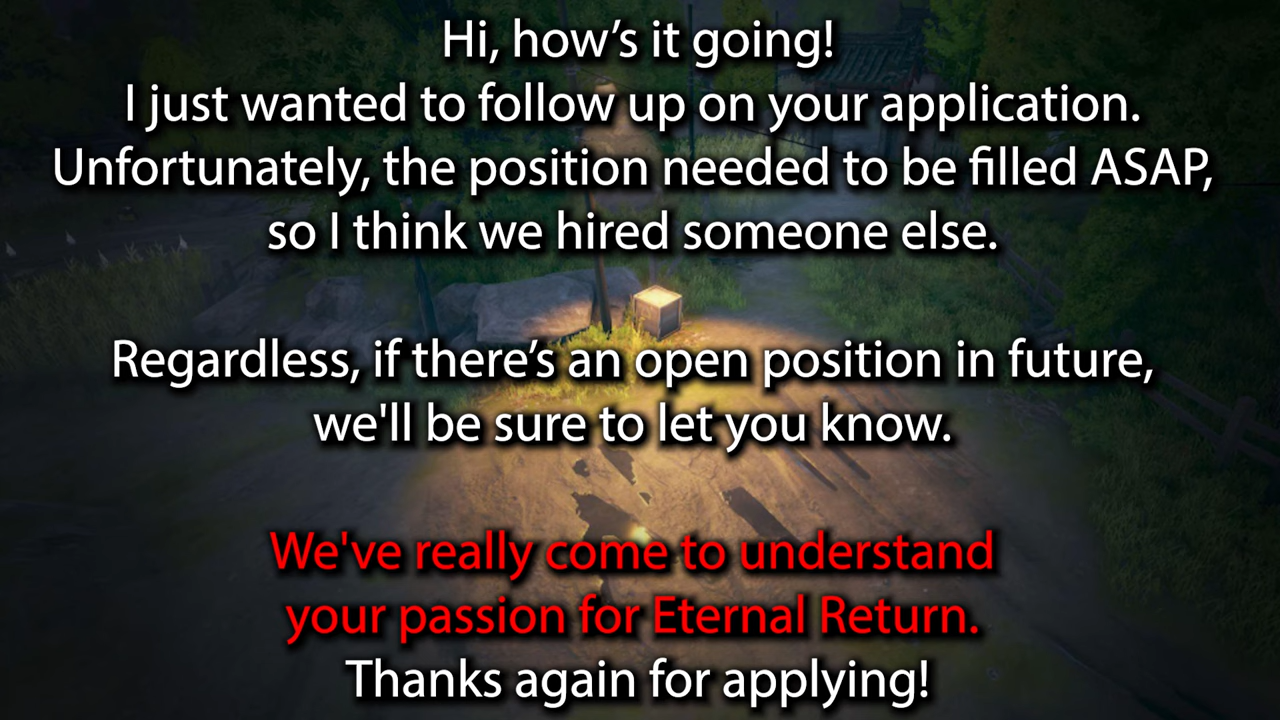 Hi, how’s it going!
I just wanted to follow up on your application.
Unfortunately, the position needed to be filled ASAP,
so I think we hired someone else.
Regardless, if there’s an open position in future,
we'll be sure to let you know.
We've really come to understand
your passion for Eternal Return.
Thanks again for applying!